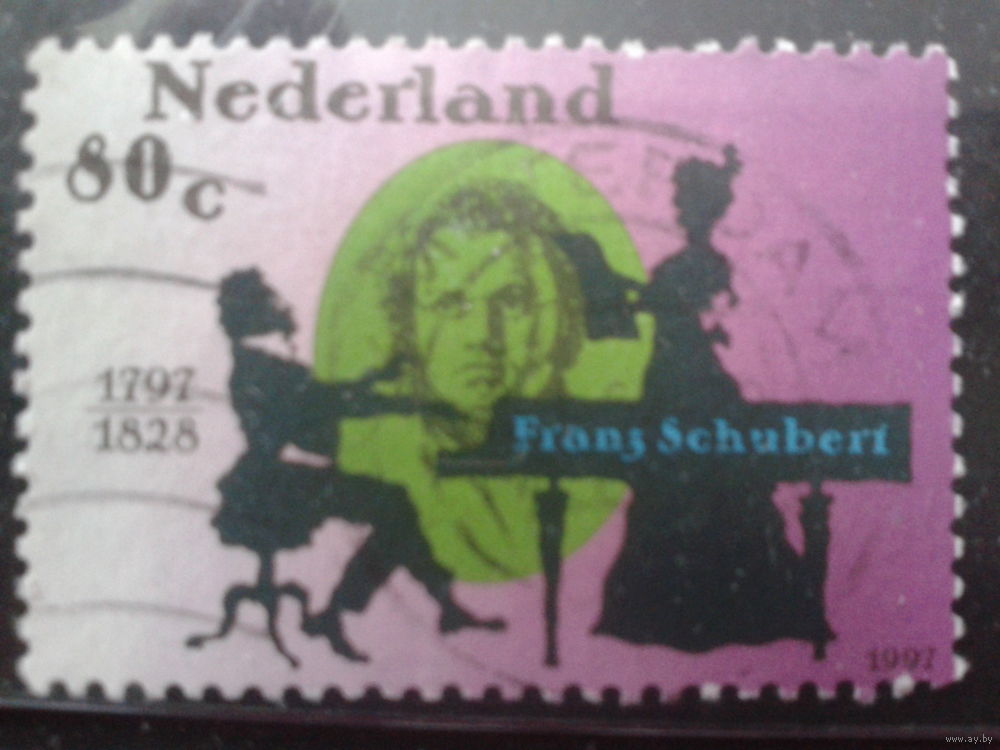 Nederland
80c
1797
1828
Franz Schubert
1997
www.ay.by